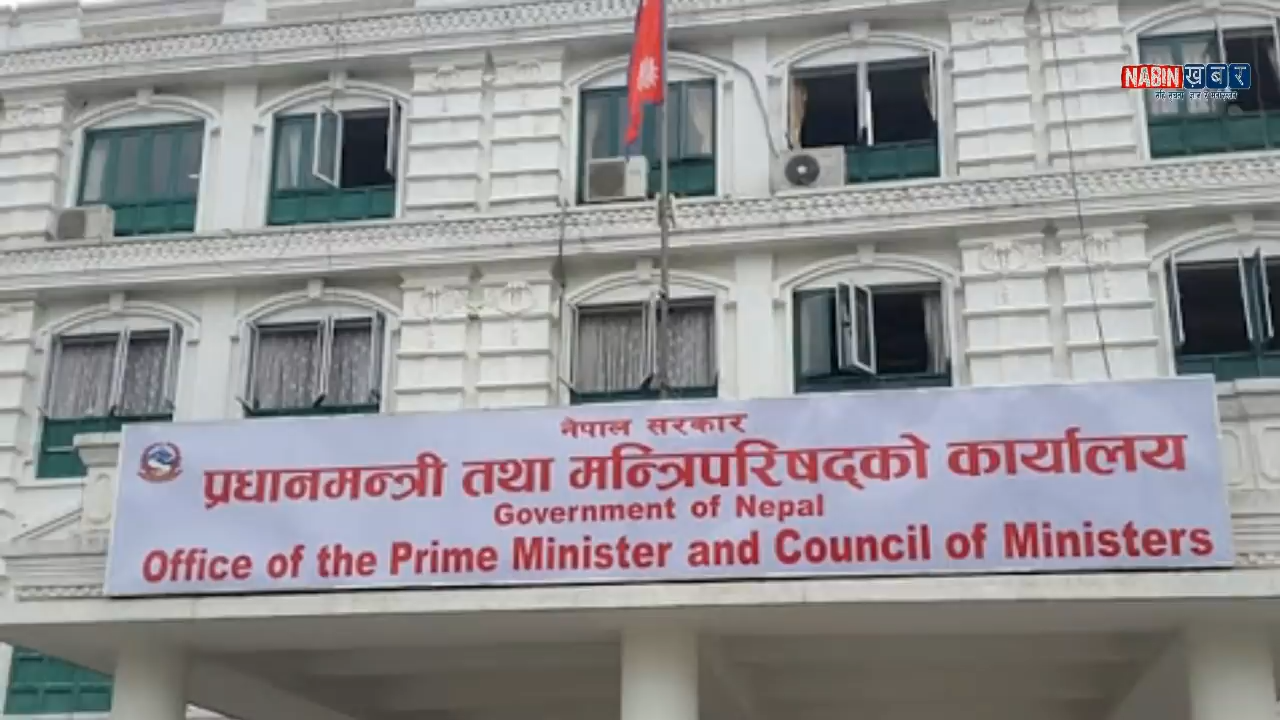 NABIN ख़बर
नेपाल सरकार
प्रधानमन्त्री तथा मन्त्रिपरिषद्को कार्यालय
Government of Nepal
Office of the Prime Minister and Council of Ministers